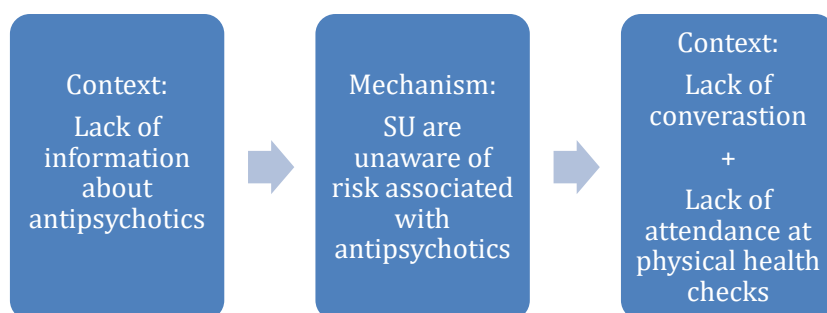 Context:
Lack of
information
about
antipsychotics
Mechanism:
SU are
unaware of
risk associated
with
antipsychotics
Context:
Lack of
converastion
+
Lack of
attendance at
physical health
checks